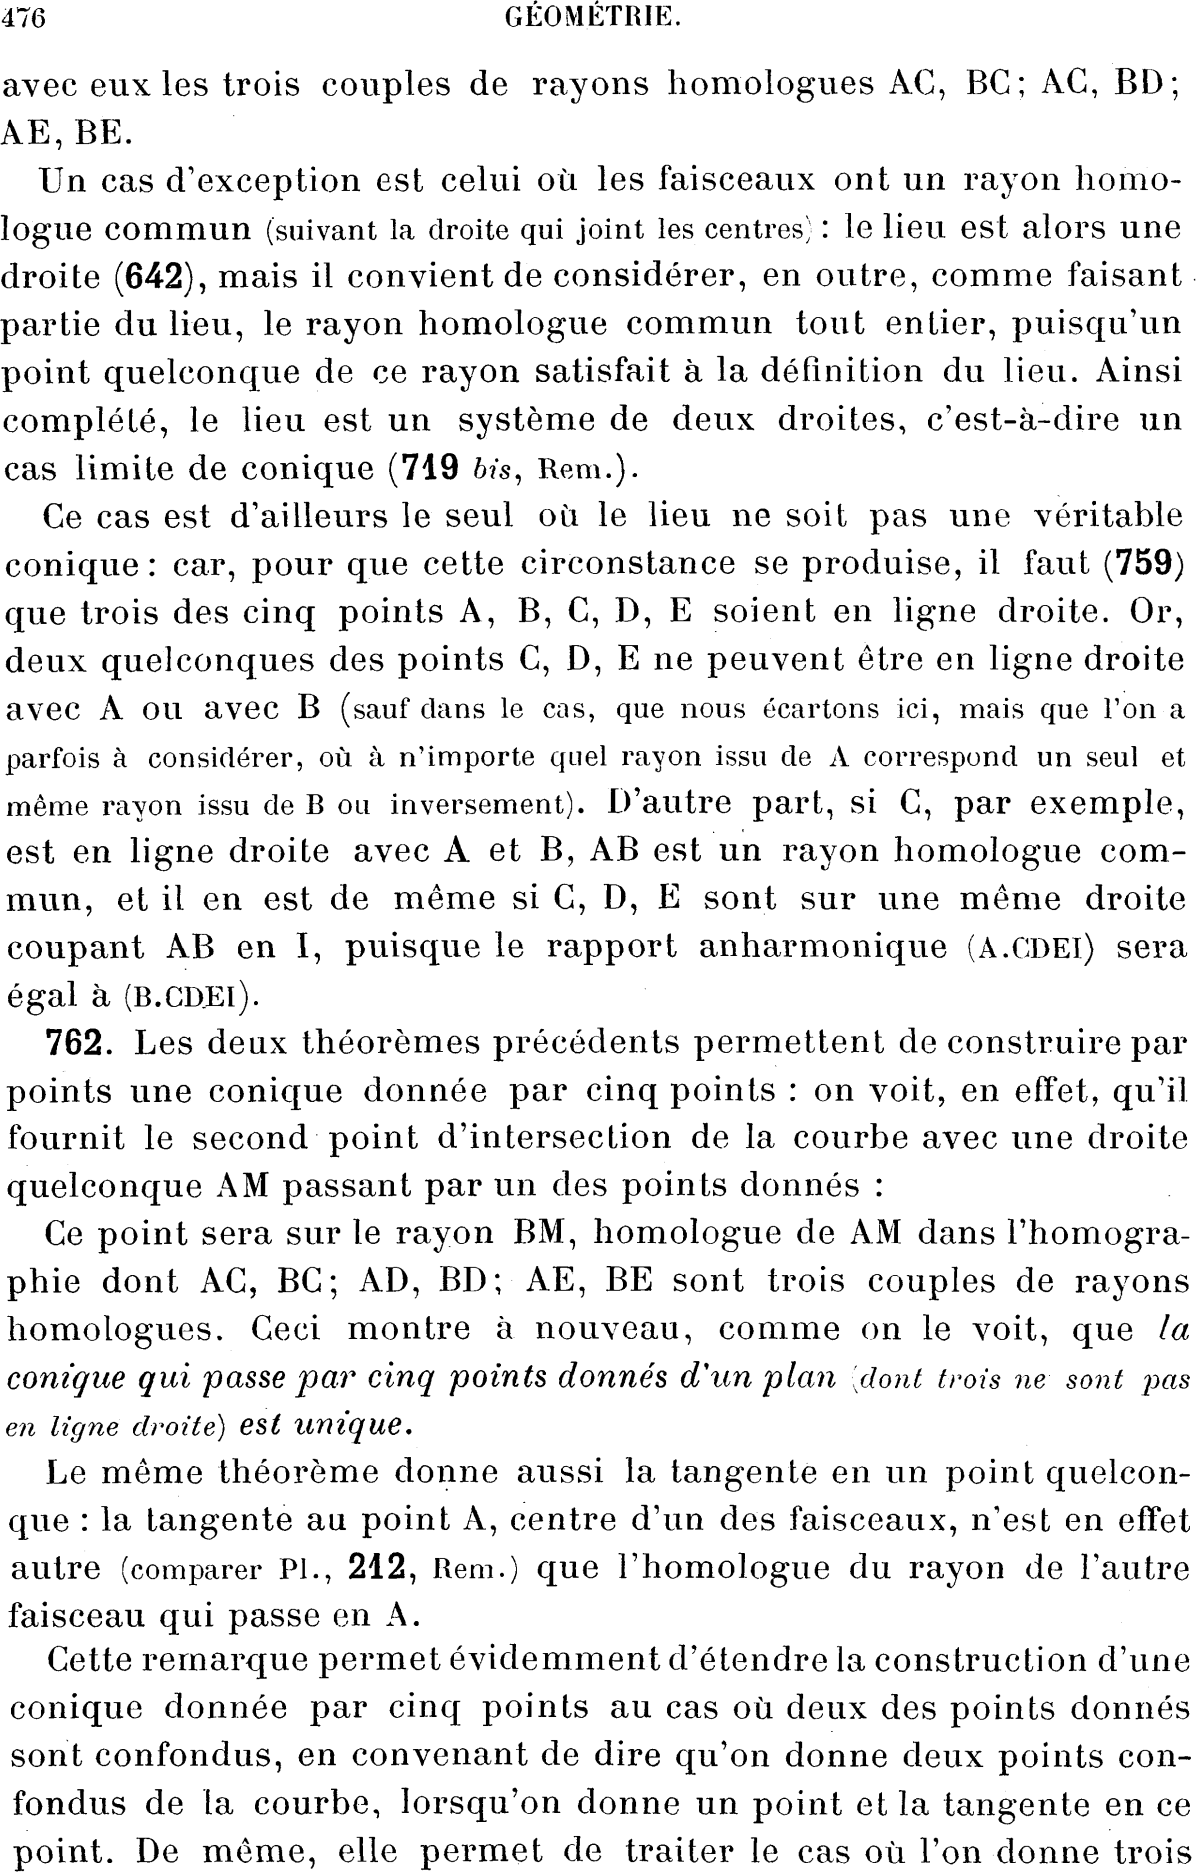 476 GÉOMÉTRIE.
avec eux les trois couples de rayons homologues AC, BC; AC, BD;
AE, BE.
Un cas d'exception est celui où les faisceaux ont un rayon homo-
logue commun (suivant la droite qui joint les centres) : le lieu est alors une
droite (642), mais il convient de considérer, en outre, comme faisant
partie du lieu, le rayon homologue commun tout entier, puisqu'un
point quelconque de ce rayon satisfait à la définition du lieu. Ainsi
complété, le lieu est un système de deux droites, c'est-à-dire un
cas limite de conique (719 bis, Rem.).
Ce cas est d'ailleurs le seul où le lieu ne soit pas une véritable
conique : car, pour que cette circonstance se produise, il faut (759)
que trois des cinq points A, B, C, D, E soient en ligne droite. Or,
deux quelconques des points C, D, E ne peuvent être en ligne droite
avec A ou avec B (sauf dans le cas, que nous écartons ici, mais que l'on a
parfois à considérer, où à n'importe quel rayon issu de A correspond un seul et
même rayon issu de B ou inversement). D'autre part, si C, par exemple,
est en ligne droite avec A et B, AB est un rayon homologue com-
mun, et il en est de même si C, D, E sont sur une même droite
coupant AB en I, puisque le rapport anharmonique (A.CDEI) sera
égal à (B.CDEI).
762. Les deux théorèmes précédents permettent de construire par
points une conique donnée par cinq points : on voit, en effet, qu'il
fournit le second point d'intersection de la courbe avec une droite
quelconque AM passant par un des points donnés :
Ce point sera sur le rayon BM, homologue de AM dans l'homogra-
phie dont AC, BC; AD, BD; AE, BE sont trois couples de rayons
homologues. Ceci montre à nouveau, comme on le voit, que la
conique qui passe par cinq points donnés d'un plan (dont trois ne sont pas
en ligne droite) est unique.
Le même théorème donne aussi la tangente en un point quelcon-
que : la tangente au point A, centre d'un des faisceaux, n'est en effet
autre (comparer Pl., 212, Rem.) que l'homologue du rayon de l'autre
faisceau qui passe en A.
Cette remarque permet évidemment d'étendre la construction d'une
conique donnée par cinq points au cas où deux des points donnés
sont confondus, en convenant de dire qu'on donne deux points con-
fondus de la courbe, lorsqu'on donne un point et la tangente en ce
point. De même, elle permet de traiter le cas où l'on donne trois